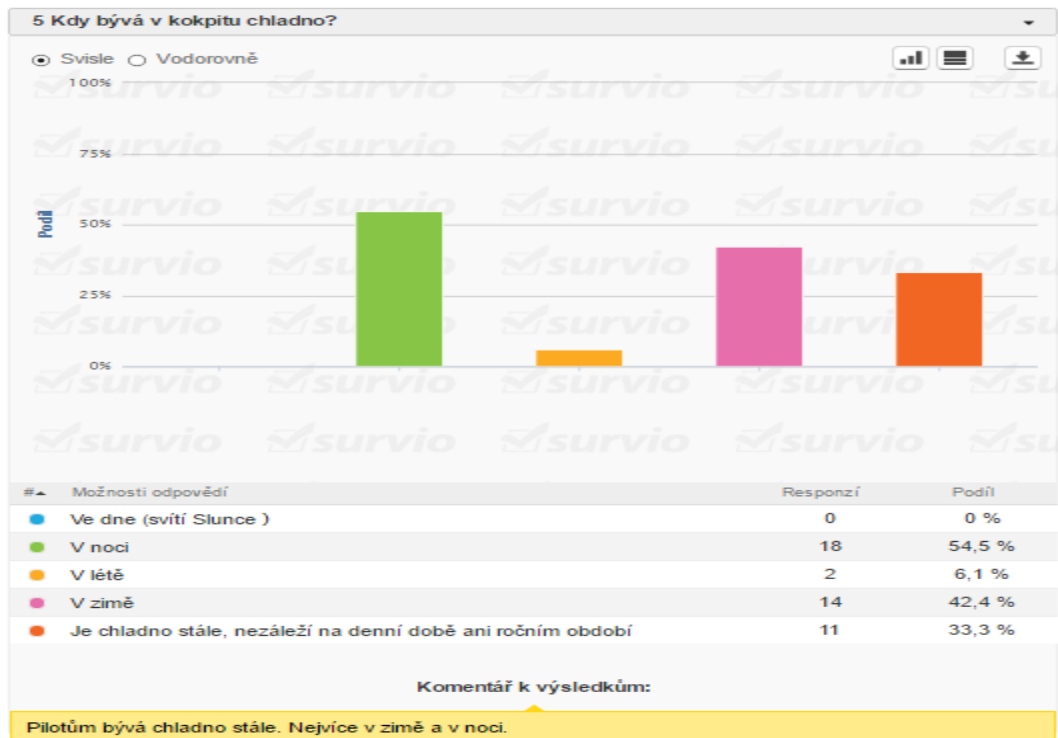 5 Kdy bývá v kokpitu chladno?
Svisle Vodorovně
100%
75%
50%
25%
0%
Podíl
survio
#
Možnosti odpovědí Responzí Podíl
Ve dne (svítí Slunce ) 0 0 %
V noci 18 54,5 %
V létě 2 6,1 %
V zimě 14 42,4 %
Je chladno stále, nezáleží na denní době ani ročním období 11 33,3 %
Komentář k výsledkům:
Pilotům bývá chladno stále. Nejvíce v zimě a v noci.